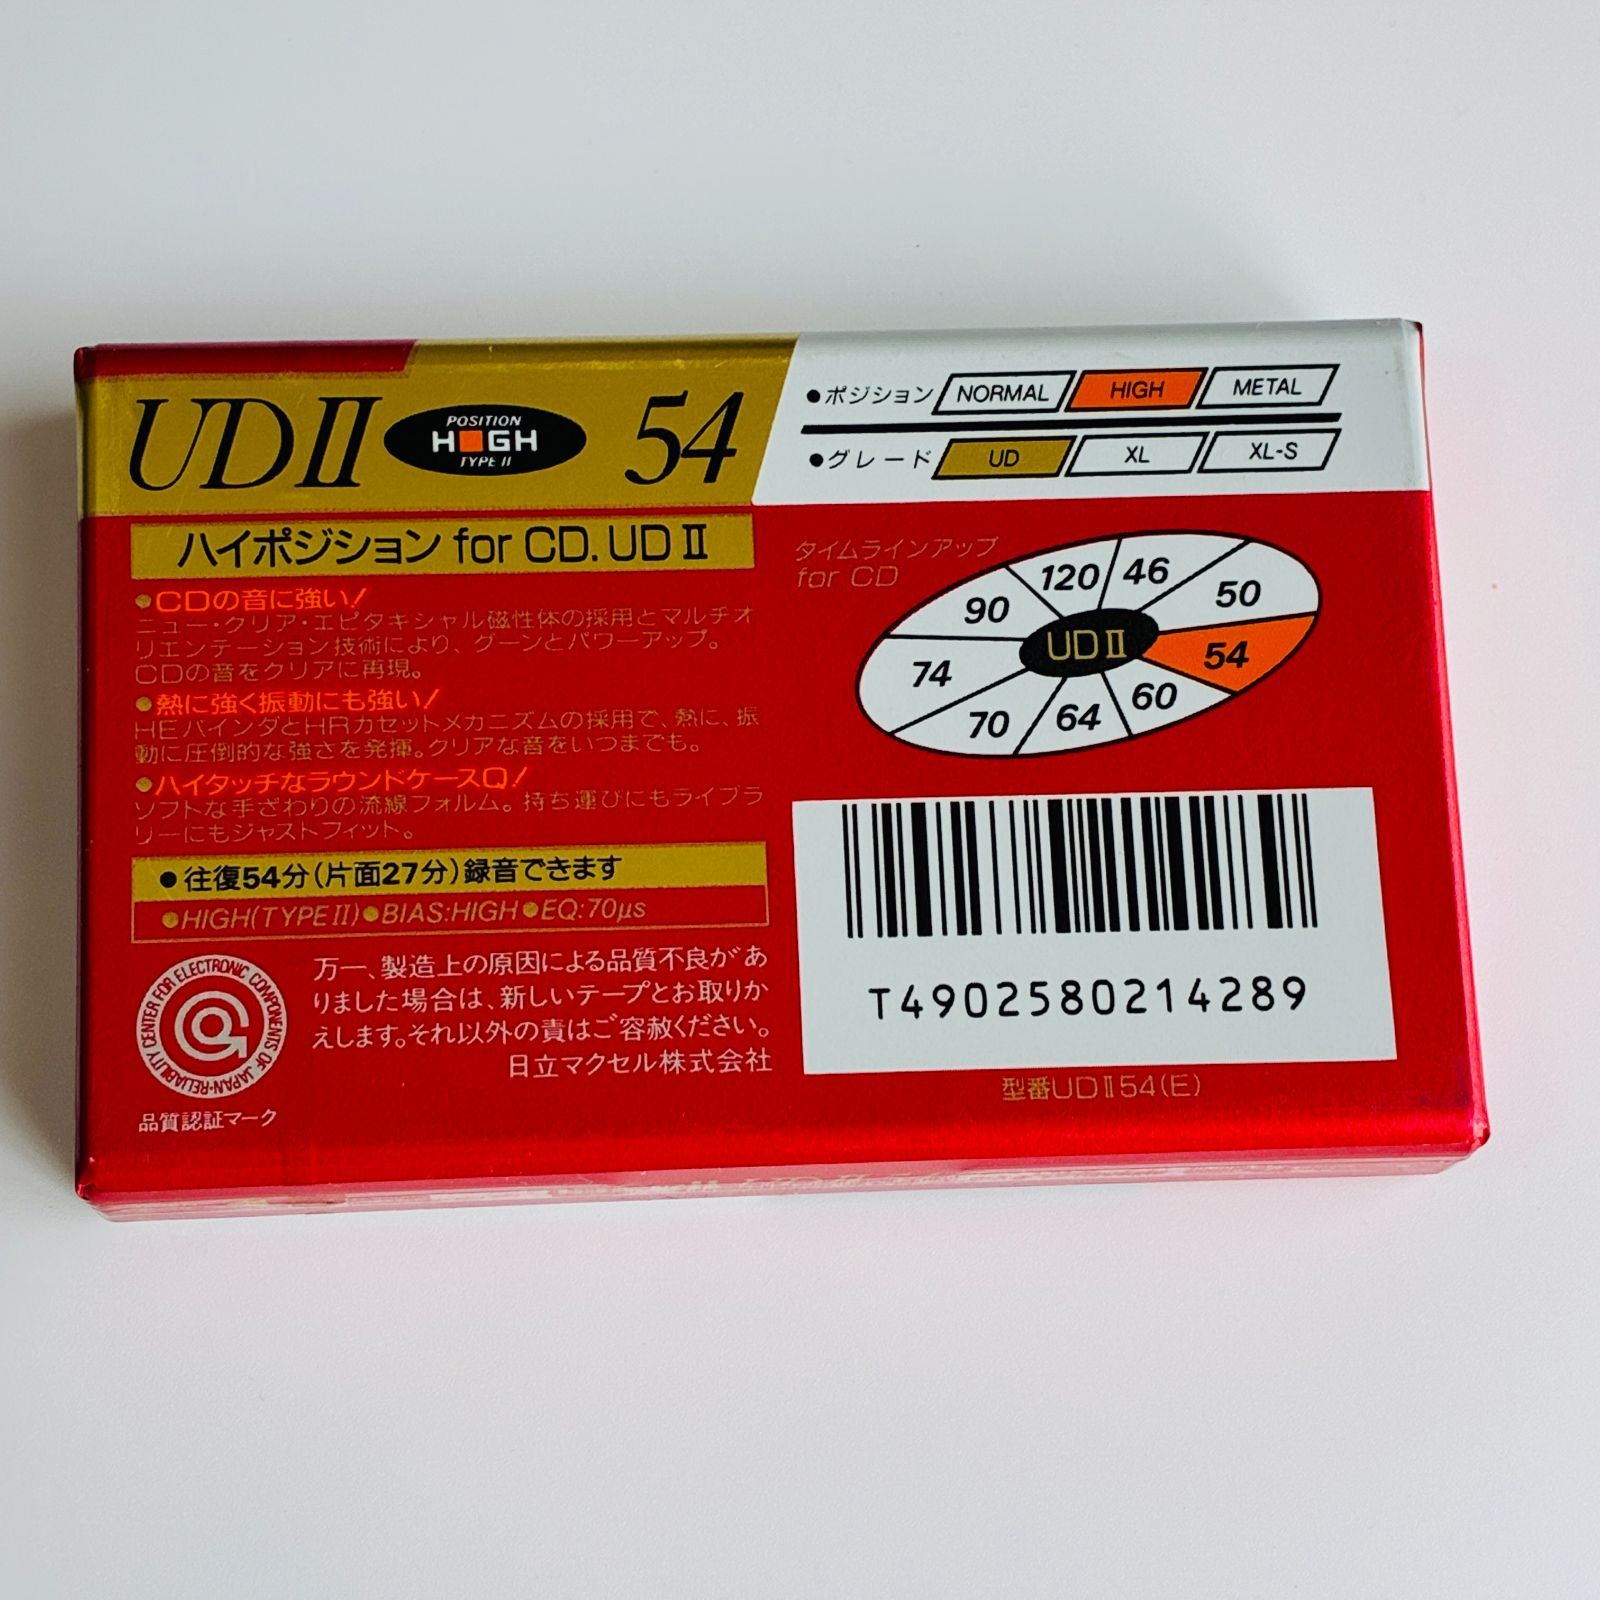 UDII
POSITION
HIGH
TYPE II
54
●ポジション NORMAL HIGH METAL
●グレード UD XL XL-S
ハイポジション for CD. UDⅡ
●CDの音に強い!
ニュー・クリア・エピタキシャル磁性体の採用とマルチオ
リエンテーション技術により、グーンとパワーアップ。
CDの音をクリアに再現。
●熱に強く振動にも強い!
HEバインダとHRカセットメカニズムの採用で、熱に、振
動に圧倒的な強さを発揮。クリアな音をいつまでも。
●ハイタッチなラウンドケースQ!
ソフトな手ざわりの流線フォルム。持ち運びにもライブラ
リーにもジャストフィット。
●往復54分(片面27分)録音できます
●HIGH(TYPEⅡ)●BIAS:HIGH●EQ:70μs
RELIABILITY CENTER FOR ELECTRONIC COMPONENTS OF JAPAN
品質認証マーク
万一、製造上の原因による品質不良があ
りました場合は、新しいテープとお取りか
えします。それ以外の責はご容赦ください。
日立マクセル株式会社
タイムラインアップ
for CD
UDⅡ
46
50
54
60
64
70
74
90
120
T4902580214289
型番UDⅡ54(E)